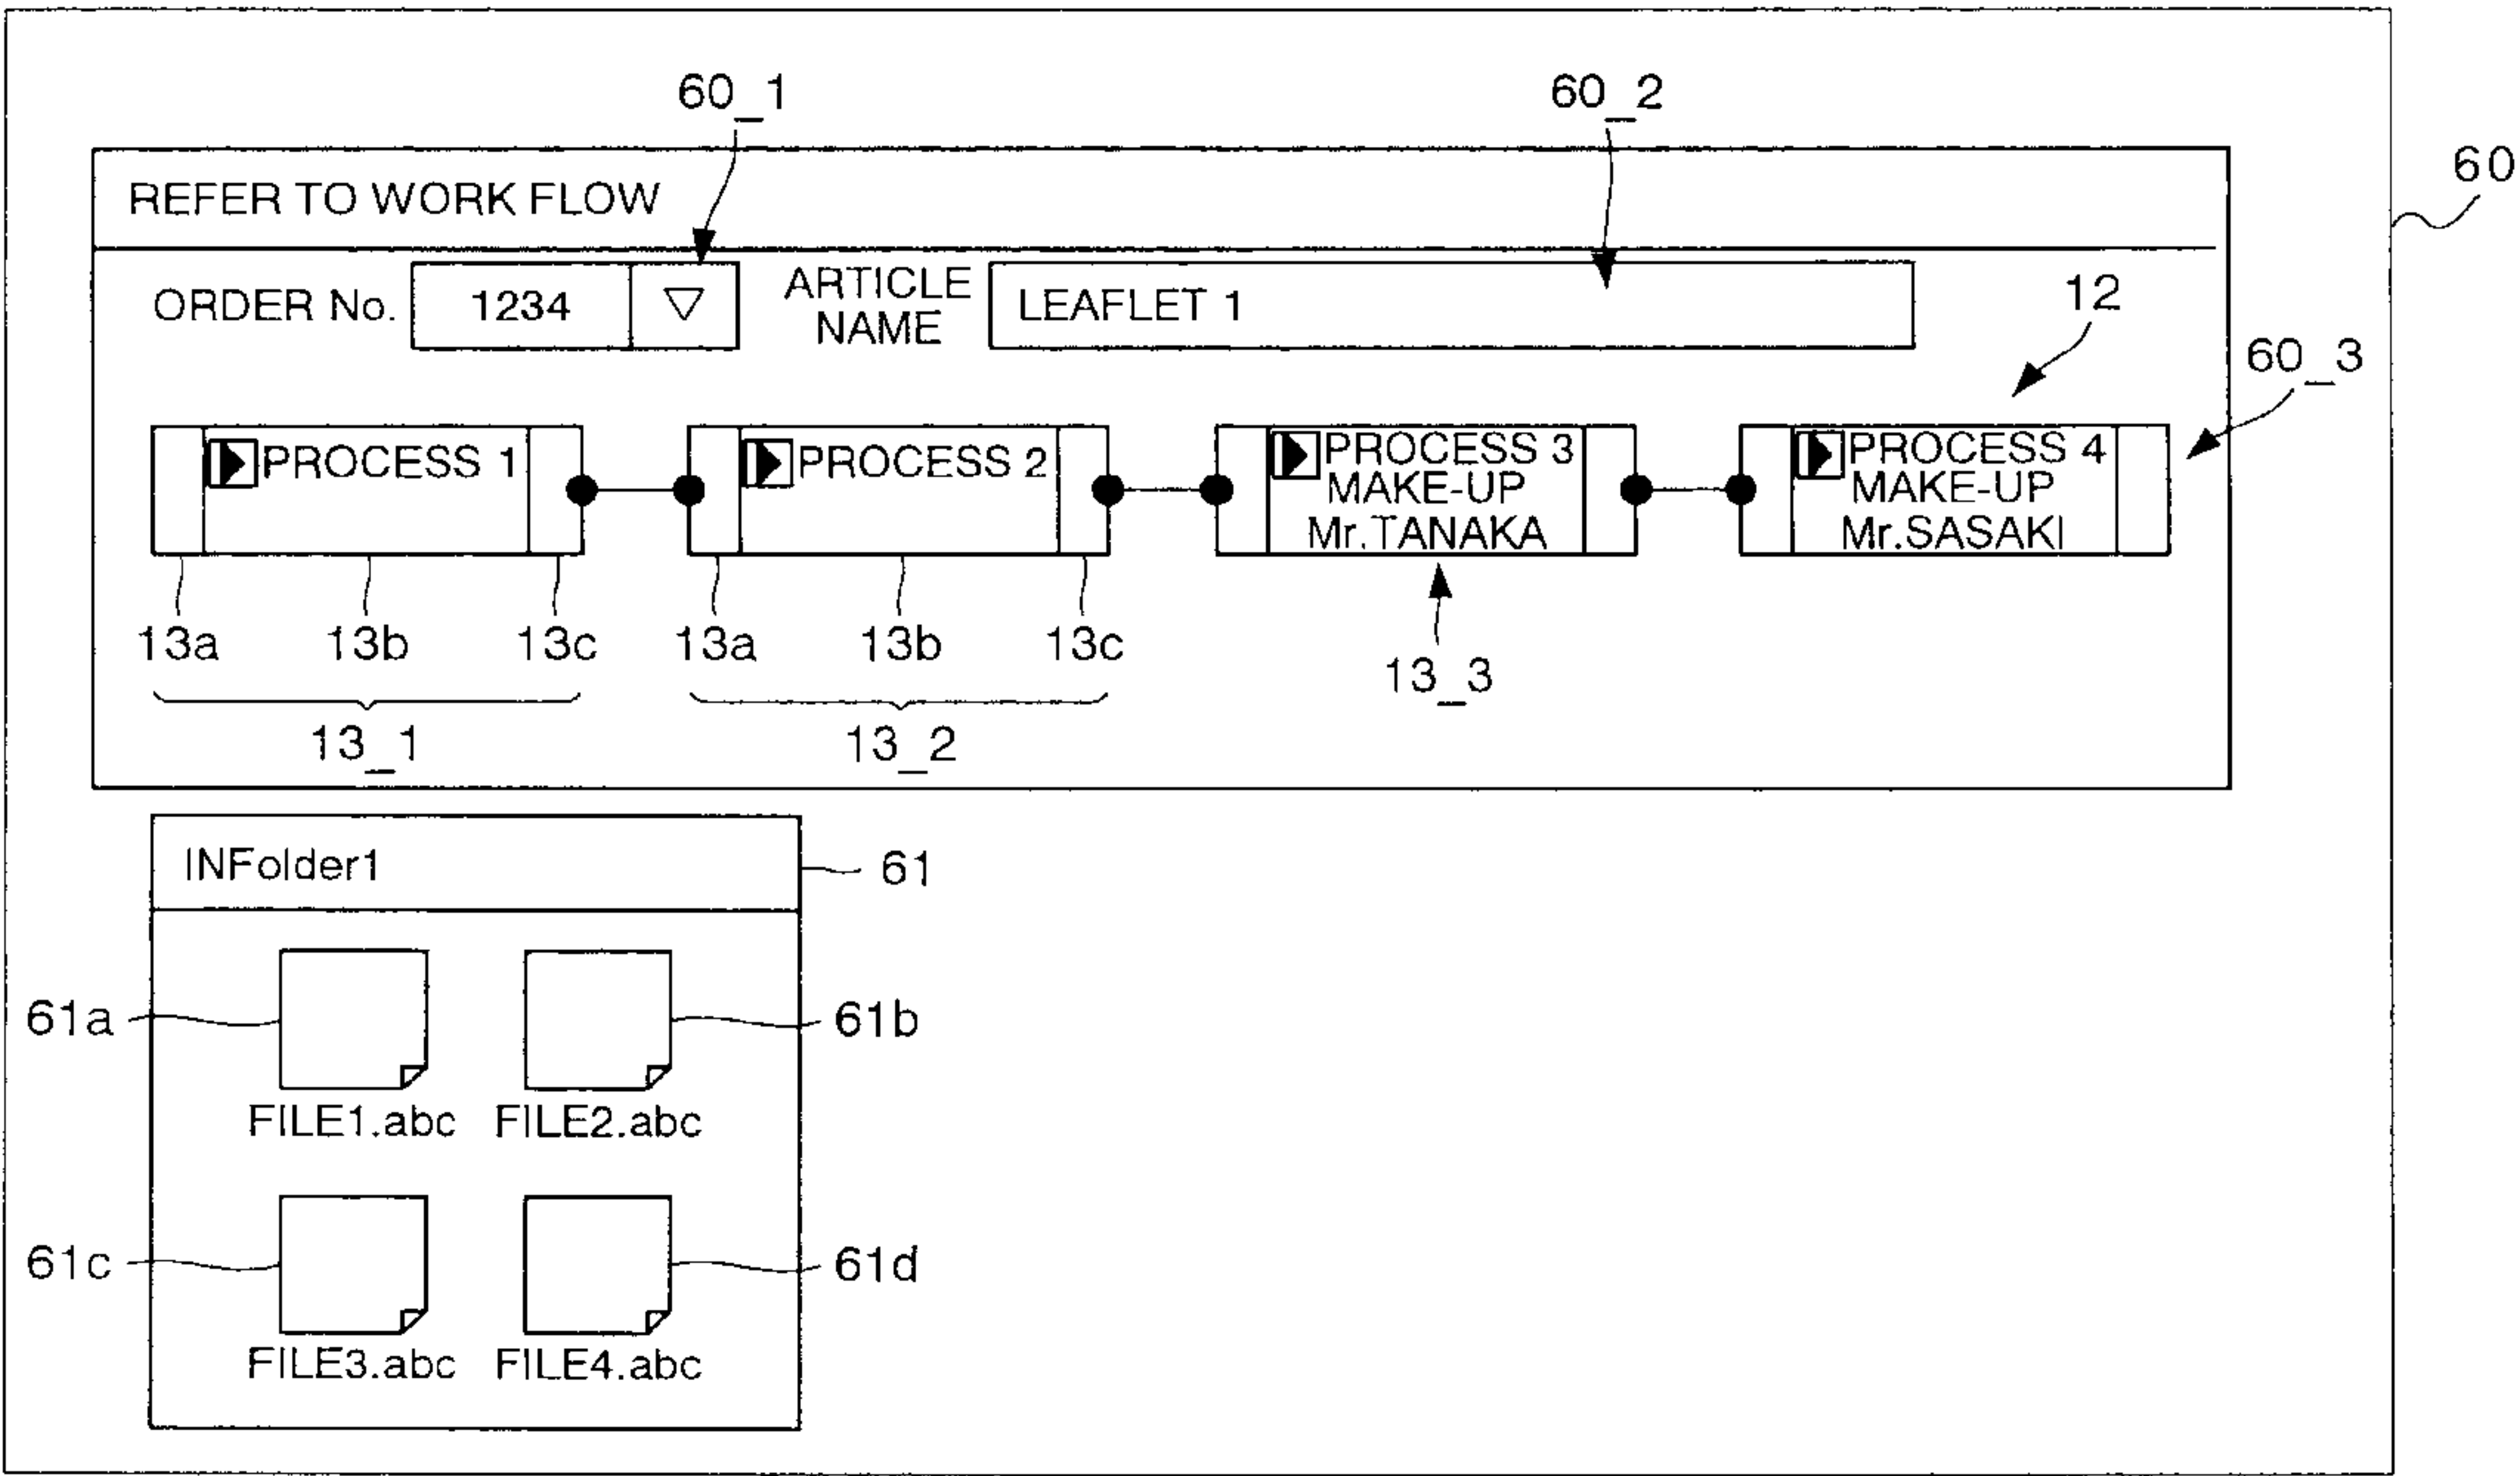 60_1
60_2
60
REFER TO WORK FLOW
ORDER No.
1234
ARTICLE
NAME
LEAFLET 1
12
60_3
PROCESS 1
PROCESS 2
PROCESS 3
MAKE-UP
Mr.TANAKA
PROCESS 4
MAKE-UP
Mr.SASAKI
13a
13b
13c
13a
13b
13c
13_3
13_1
13_2
INFolder1
61
61a
61b
FILE1.abc
FILE2.abc
61c
61d
FILE3.abc
FILE4.abc